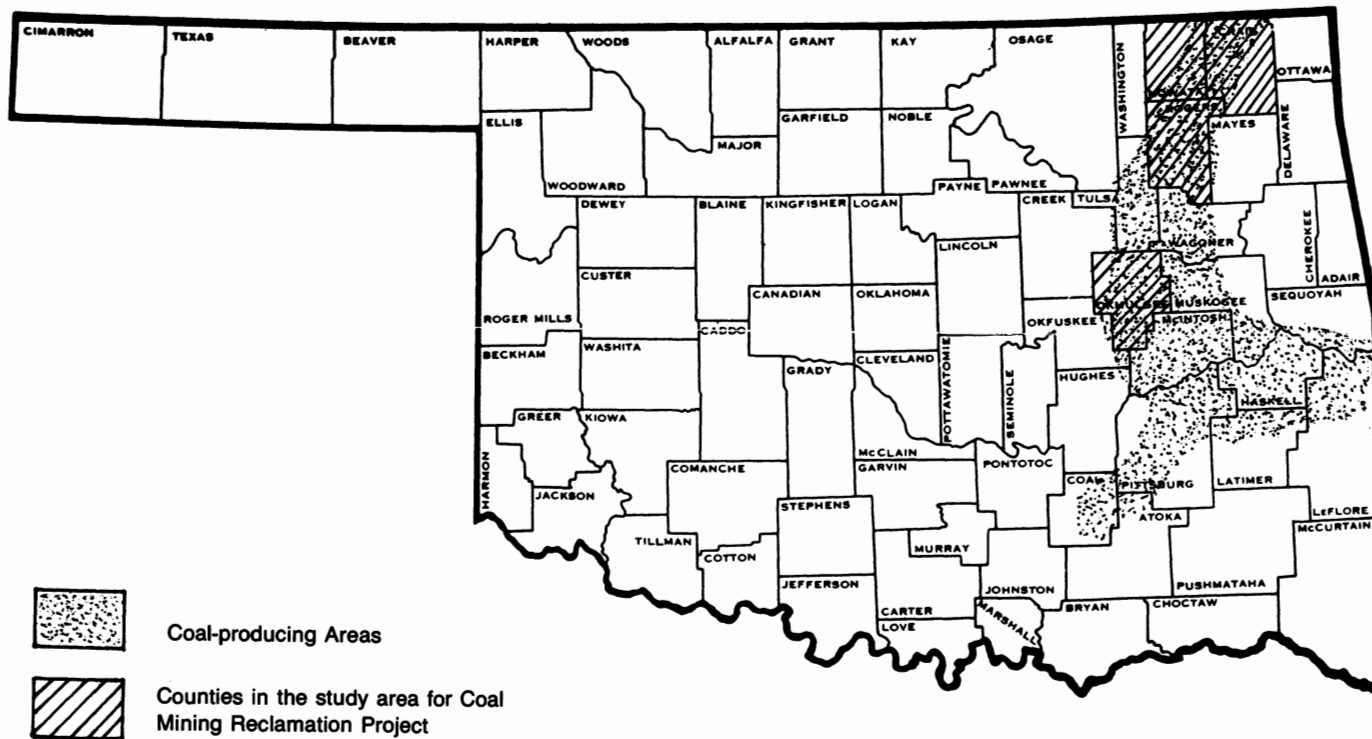 CIMARRON
TEXAS
BEAVER
HARPER
WOODS
ALFALFA
GRANT
KAY
OSAGE
WASHINGTON
CRAIG
OTTAWA
NOWATA
ROGERS
MAYES
DELAWARE
ELLIS
GARFIELD
NOBLE
MAJOR
WOODWARD
PAYNE
PAWNEE
DEWEY
BLAINE
KINGFISHER
LOGAN
CREEK
TULSA
LINCOLN
WAGONER
CHEROKEE
ADAIR
CUSTER
CANADIAN
OKLAHOMA
SEQUOYAH
ROGER MILLS
CADDO
OKFUSKEE
OKMULGEE
MUSKOGEE
McINTOSH
BECKHAM
WASHITA
GRADY
CLEVELAND
POTTAWATOMIE
SEMINOLE
HUGHES
HASKELL
GREER
KIOWA
HARMON
JACKSON
COMANCHE
McCLAIN
GARVIN
PONTOTOC
COAL
PITTSBURG
LATIMER
STEPHENS
ATOKA
LeFLORE
McCURTAIN
TILLMAN
COTTON
MURRAY
JEFFERSON
JOHNSTON
PUSHMATAHA
CARTER
LOVE
MARSHALL
BRYAN
CHOCTAW
Coal-producing Areas
Counties in the study area for Coal
Mining Reclamation Project